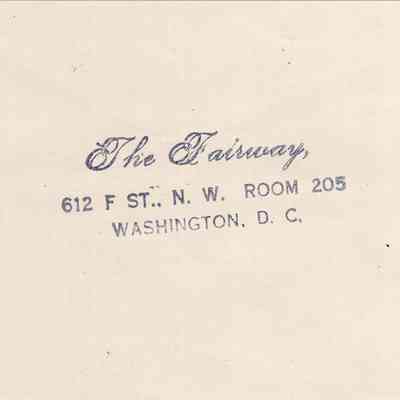 The Fairway,
612 F ST., N. W. ROOM 205
WASHINGTON, D. C.